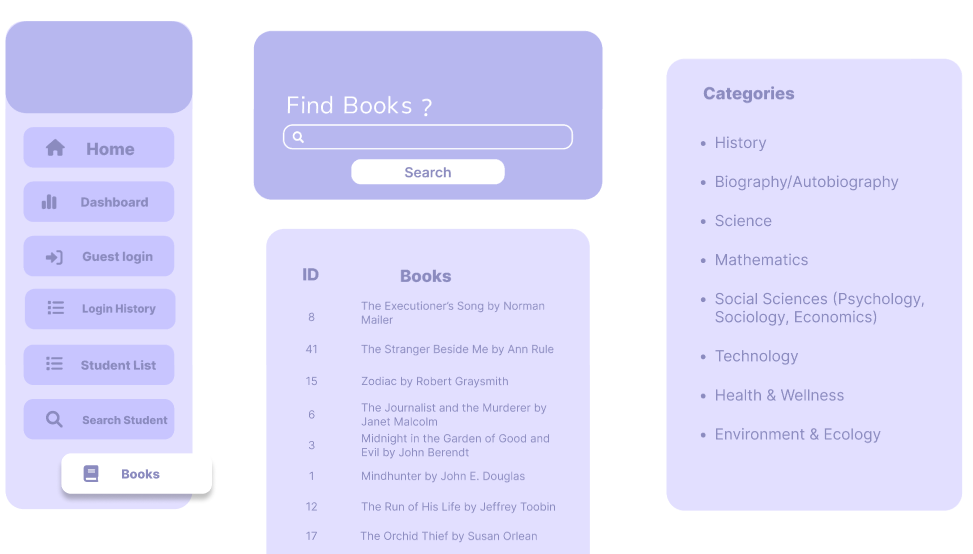 Home
Dashboard
Guest login
Login History
Student List
Search Student
Books
Find Books ?
Search
ID Books
8 The Executioner's Song by Norman
Mailer
41 The Stranger Beside Me by Ann Rule
15 Zodiac by Robert Graysmith
6 The Journalist and the Murderer by
Janet Malcolm
3 Midnight in the Garden of Good and
Evil by John Berendt
1 Mindhunter by John E. Douglas
12 The Run of His Life by Jeffrey Toobin
17 The Orchid Thief by Susan Orlean
Categories
• History
• Biography/Autobiography
• Science
• Mathematics
• Social Sciences (Psychology,
Sociology, Economics)
• Technology
• Health & Wellness
• Environment & Ecology